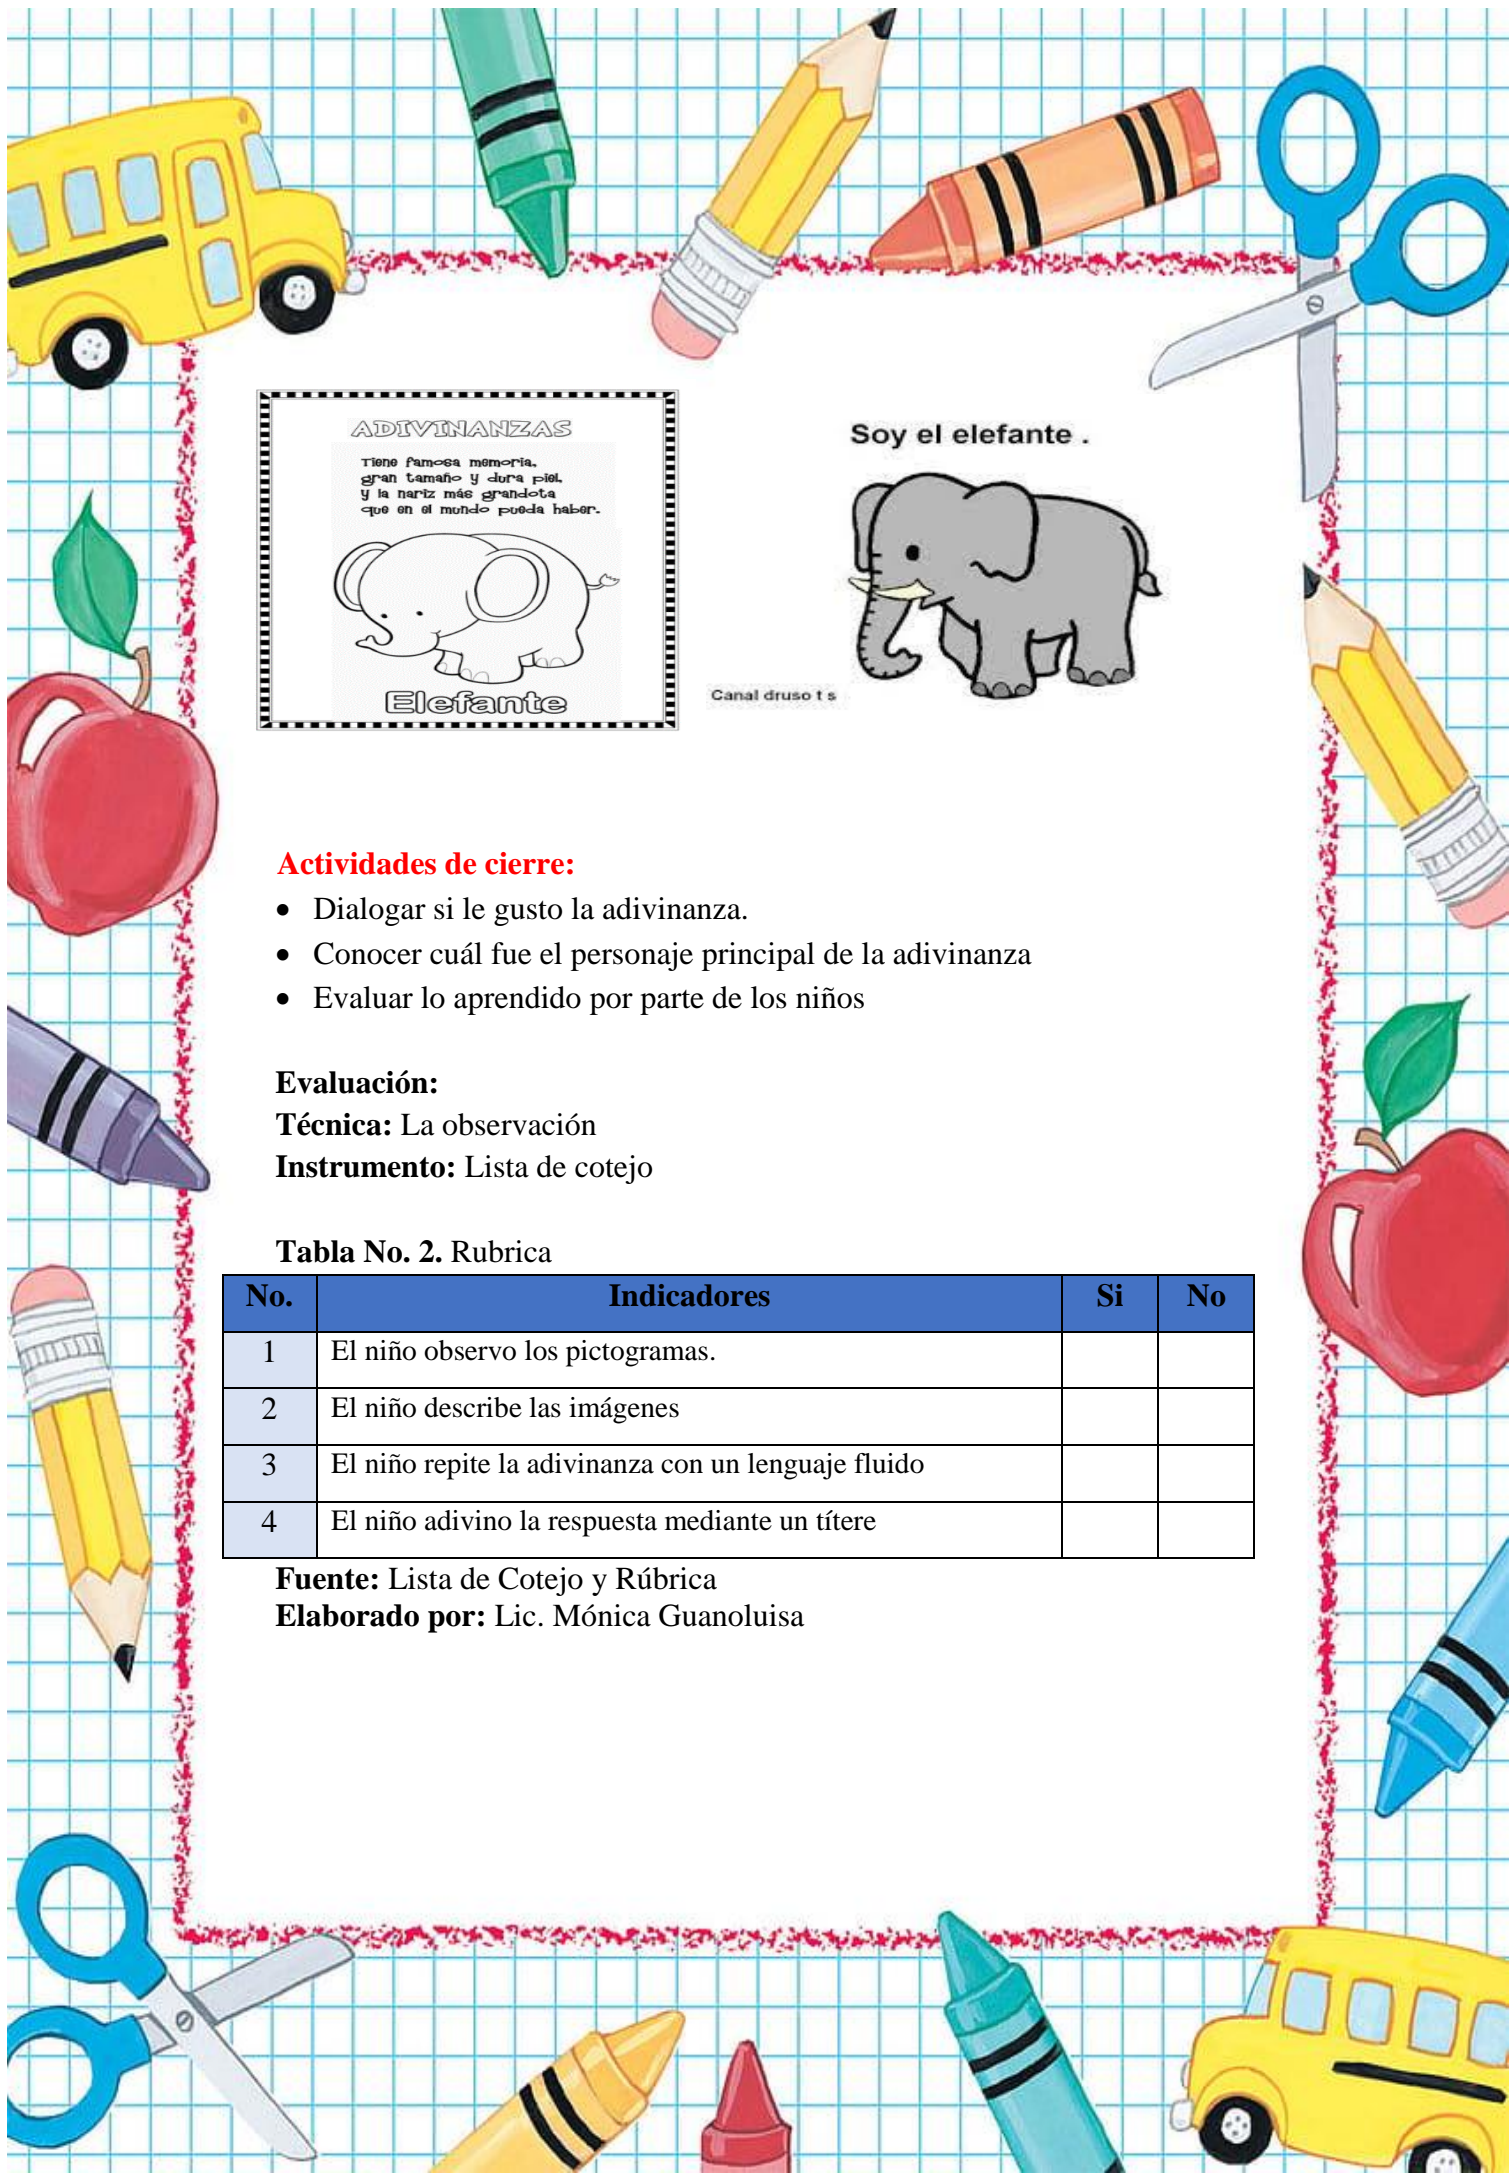 ADIVINANZAS
Tiene famosa memoria,
gran tamaño y dura piel,
y la nariz más grandota
que en el mundo pueda haber.
Elefante
Soy el elefante .
Canal druso t s
Actividades de cierre:
• Dialogar si le gusto la adivinanza.
• Conocer cuál fue el personaje principal de la adivinanza
• Evaluar lo aprendido por parte de los niños
Evaluación:
Técnica: La observación
Instrumento: Lista de cotejo
Tabla No. 2. Rubrica
No. Indicadores Si No
1 El niño observo los pictogramas.
2 El niño describe las imágenes
3 El niño repite la adivinanza con un lenguaje fluido
4 El niño adivino la respuesta mediante un títere
Fuente: Lista de Cotejo y Rúbrica
Elaborado por: Lic. Mónica Guanoluisa